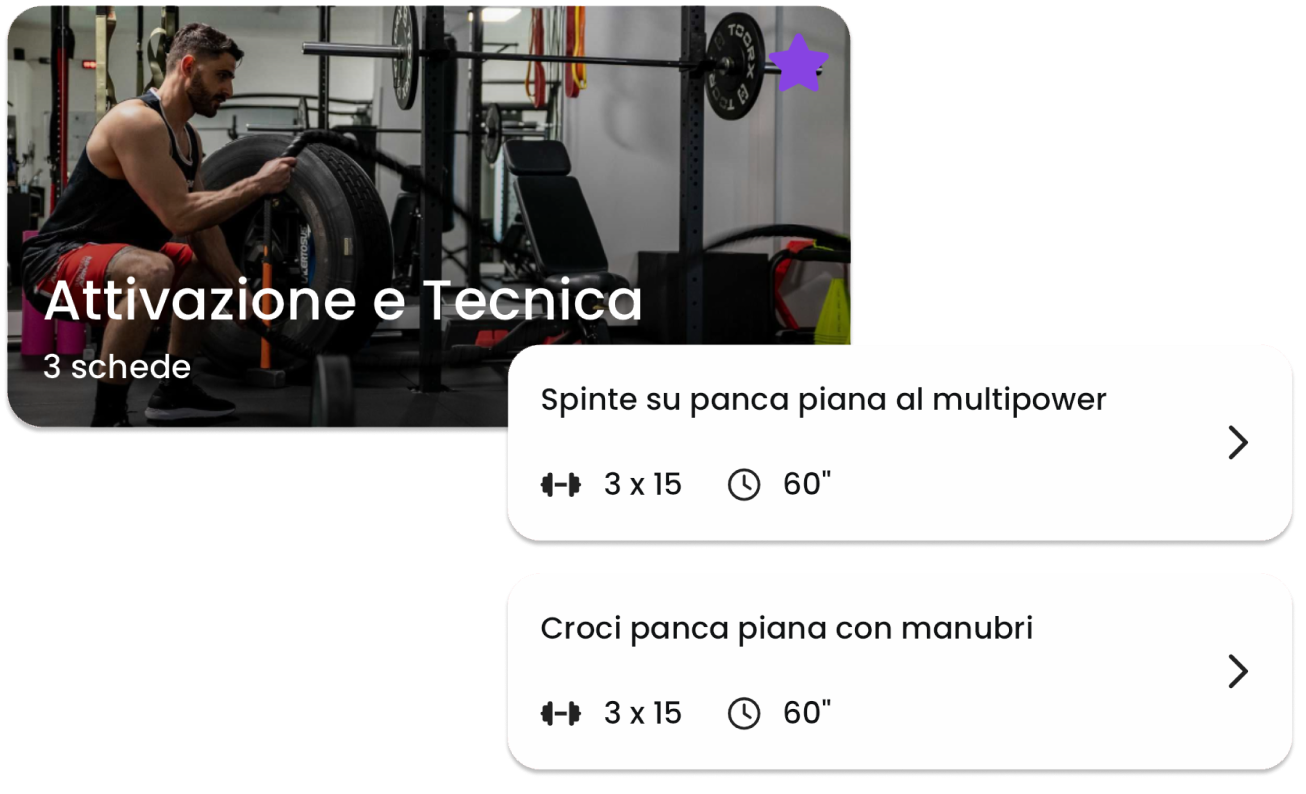 TOORX
TOORX
Attivazione e Tecnica
3 schede
Spinte su panca piana al multipower
3 x 15
60"
Croci panca piana con manubri
3 x 15
60"